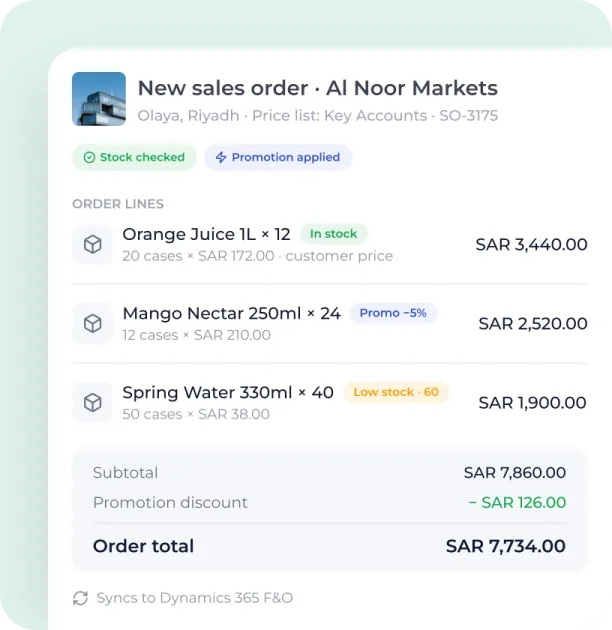 New sales order · Al Noor Markets
Olaya, Riyadh · Price list: Key Accounts · SO-3175
Stock checked
Promotion applied
ORDER LINES
Orange Juice 1L × 12
In stock
SAR 3,440.00
20 cases × SAR 172.00 · customer price
Mango Nectar 250ml × 24
Promo −5%
SAR 2,520.00
12 cases × SAR 210.00
Spring Water 330ml × 40
Low stock · 60
SAR 1,900.00
50 cases × SAR 38.00
Subtotal
SAR 7,860.00
Promotion discount
− SAR 126.00
Order total
SAR 7,734.00
Syncs to Dynamics 365 F&O